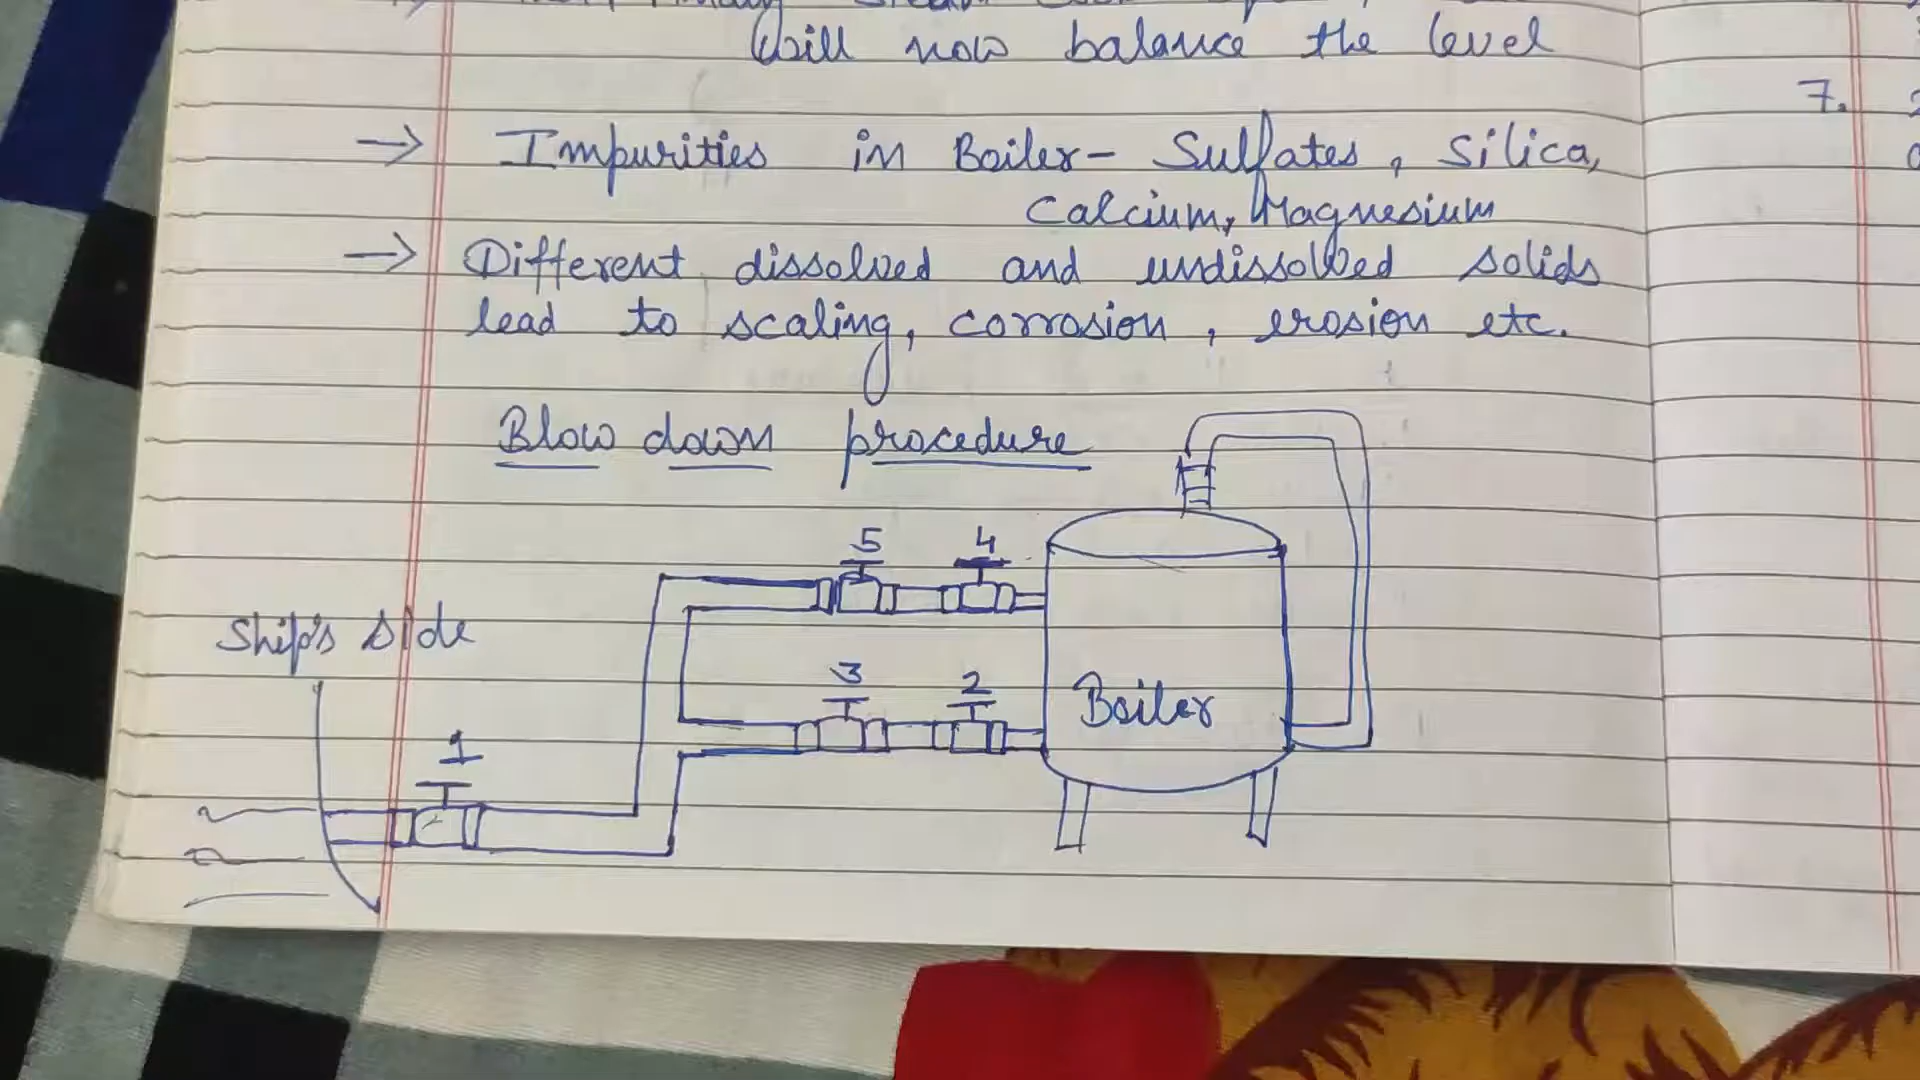 Will now balance the level
7.
→ Impurities in Boiler- Sulfates, Silica,
Calcium, Magnesium
→ Different dissolved and undissolved solids
lead to scaling, corrosion, erosion etc.
Blow down procedure
5 4
Ship's side
3 2
Boiler
1